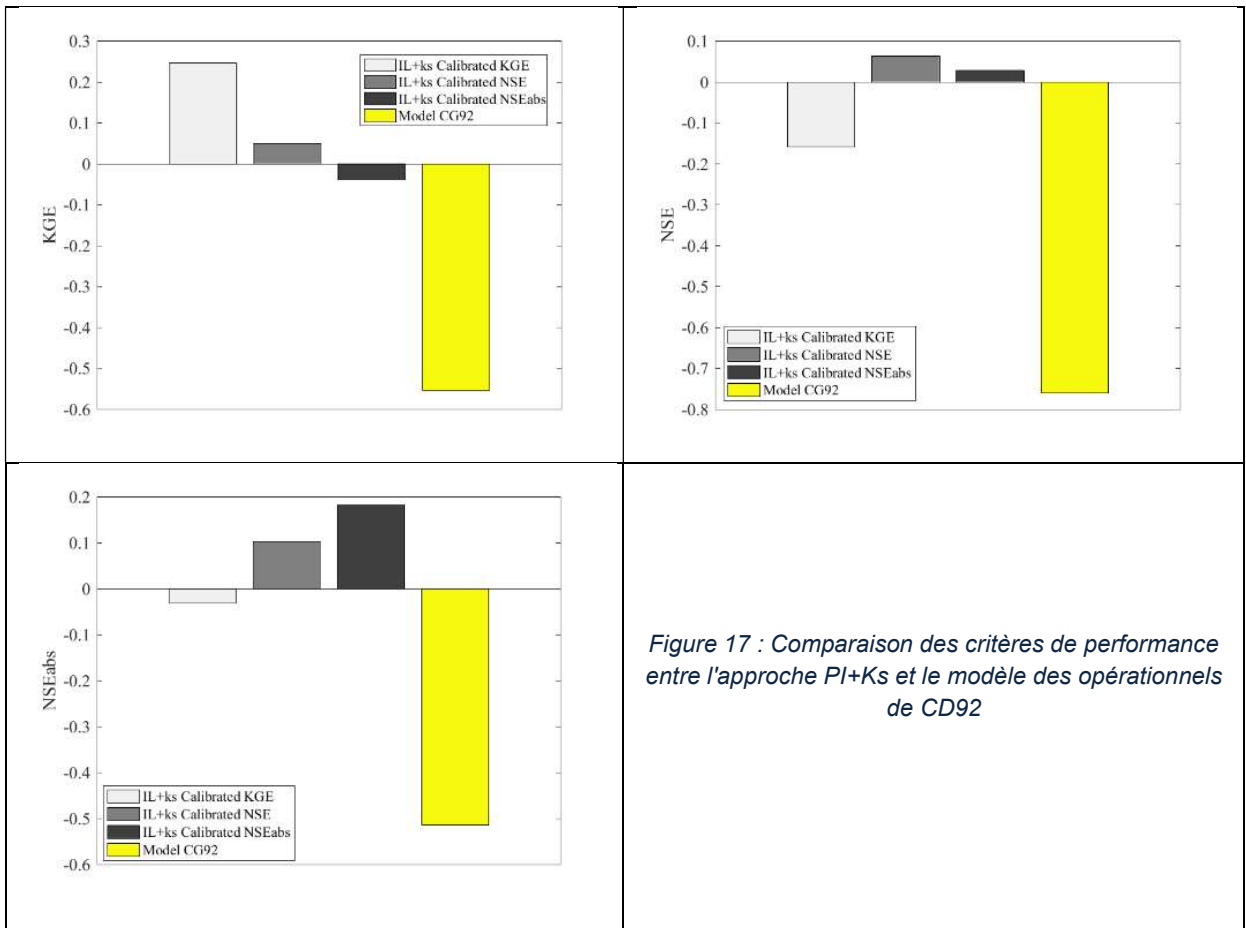 0.3
0.2
0.1
0
-0.1
-0.2
-0.3
-0.4
-0.5
-0.6
KGE
IL+ks Calibrated KGE
IL+ks Calibrated NSE
IL+ks Calibrated NSEabs
Model CG92
0.1
0
-0.1
-0.2
-0.3
-0.4
-0.5
-0.6
-0.7
-0.8
NSE
IL+ks Calibrated KGE
IL+ks Calibrated NSE
IL+ks Calibrated NSEabs
Model CG92
0.2
0.1
0
-0.1
-0.2
-0.3
-0.4
-0.5
-0.6
NSEabs
IL+ks Calibrated KGE
IL+ks Calibrated NSE
IL+ks Calibrated NSEabs
Model CG92
Figure 17 : Comparaison des critères de performance
entre l'approche PI+Ks et le modèle des opérationnels
de CD92